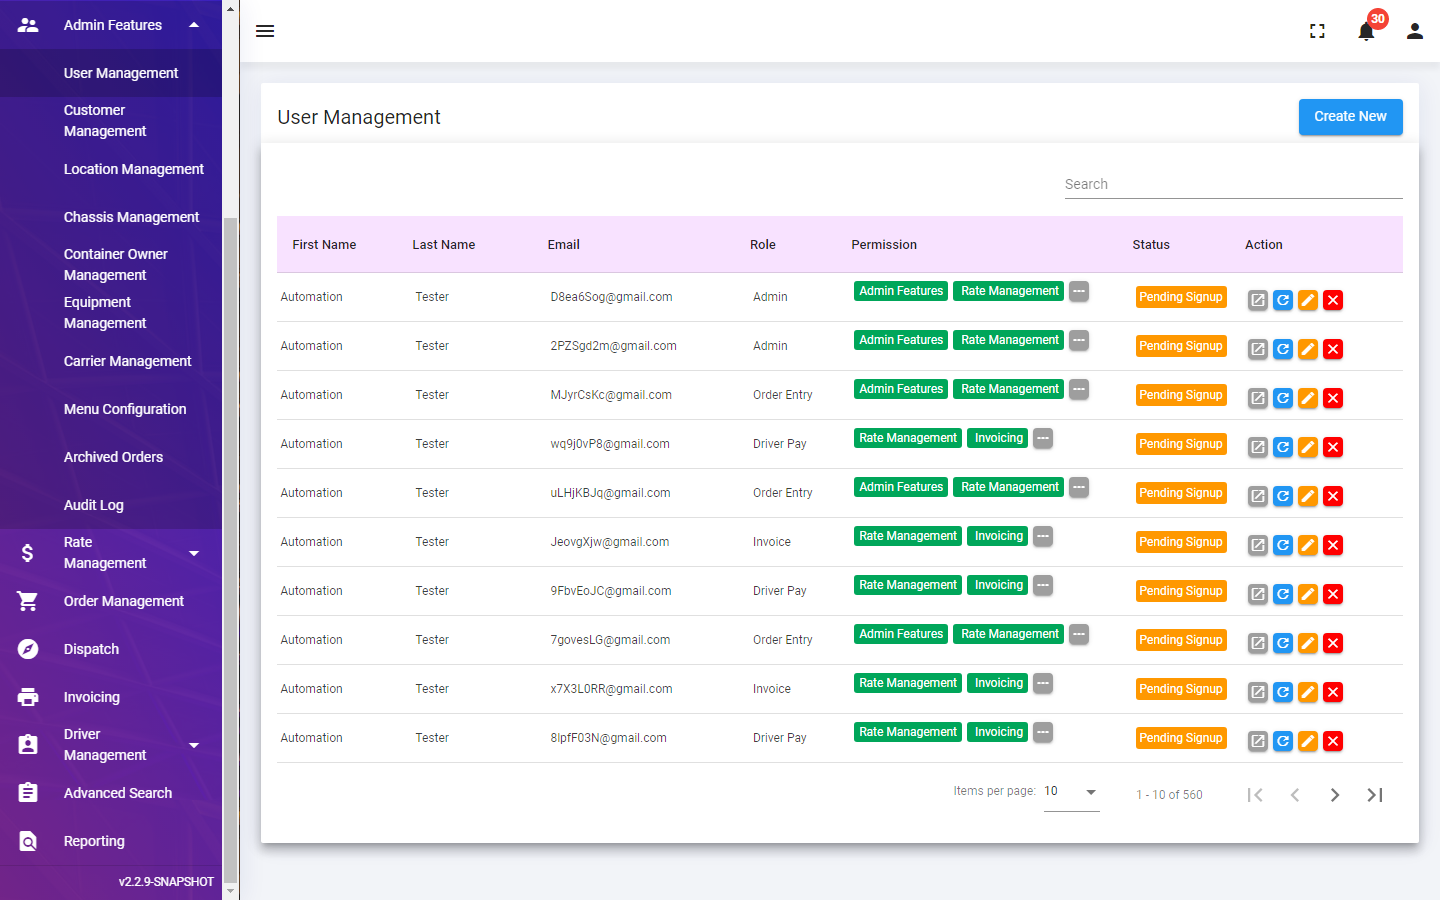 Admin Features
User Management
Customer
Management
Location Management
Chassis Management
Container Owner
Management
Equipment
Management
Carrier Management
Menu Configuration
Archived Orders
Audit Log
Rate
Management
Order Management
Dispatch
Invoicing
Driver
Management
Advanced Search
Reporting
v2.2.9-SNAPSHOT
30
User Management
Create New
Search
First Name Last Name Email Role Permission Status Action
Automation Tester D8ea6Sog@gmail.com Admin Admin Features Rate Management --- Pending Signup
Automation Tester 2PZSgd2m@gmail.com Admin Admin Features Rate Management --- Pending Signup
Automation Tester MJyrCsKc@gmail.com Order Entry Admin Features Rate Management --- Pending Signup
Automation Tester wq9j0vP8@gmail.com Driver Pay Rate Management Invoicing --- Pending Signup
Automation Tester uLHjKBJq@gmail.com Order Entry Admin Features Rate Management --- Pending Signup
Automation Tester JeovgXjw@gmail.com Invoice Rate Management Invoicing --- Pending Signup
Automation Tester 9FbvEoJC@gmail.com Driver Pay Rate Management Invoicing --- Pending Signup
Automation Tester 7govesLG@gmail.com Order Entry Admin Features Rate Management --- Pending Signup
Automation Tester x7X3L0RR@gmail.com Invoice Rate Management Invoicing --- Pending Signup
Automation Tester 8lpfF03N@gmail.com Driver Pay Rate Management Invoicing --- Pending Signup
Items per page: 10 1 - 10 of 560